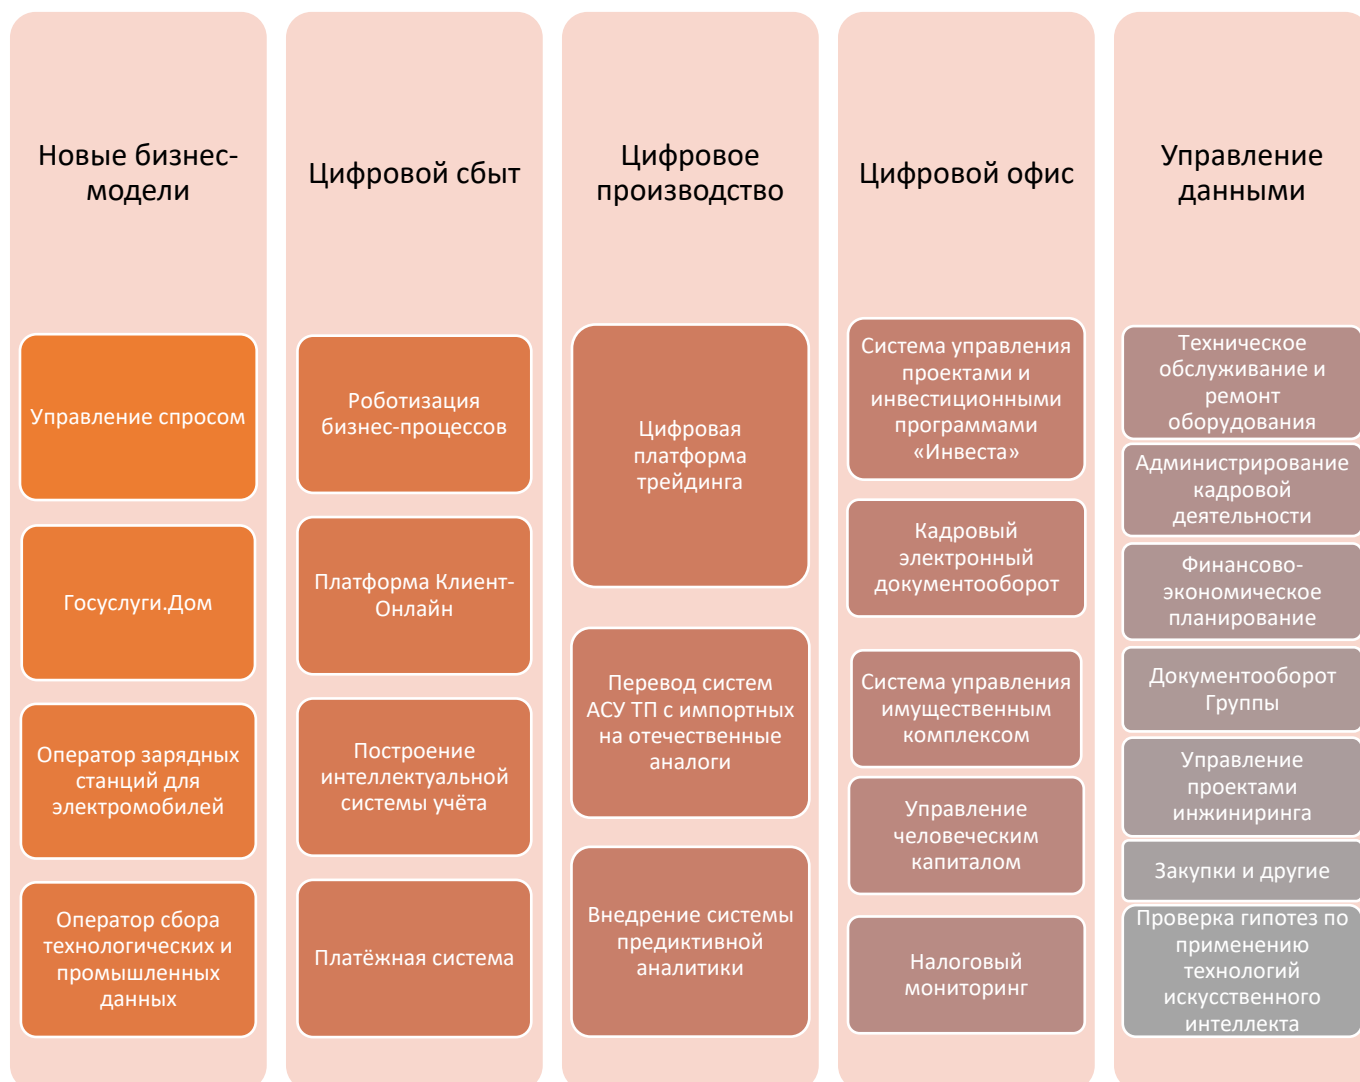 Новые бизнес-
модели
Управление спросом
Госуслуги.Дом
Оператор зарядных
станций для
электромобилей
Оператор сбора
технологических и
промышленных
данных
Цифровой сбыт
Роботизация
бизнес-процессов
Платформа Клиент-
Онлайн
Построение
интеллектуальной
системы учёта
Платёжная система
Цифровое
производство
Цифровая
платформа
трейдинга
Перевод систем
АСУ ТП с импортных
на отечественные
аналоги
Внедрение системы
предиктивной
аналитики
Цифровой офис
Система управления
проектами и
инвестиционными
программами
«Инвеста»
Кадровый
электронный
документооборот
Система управления
имущественным
комплексом
Управление
человеческим
капиталом
Налоговый
мониторинг
Управление
данными
Техническое
обслуживание и
ремонт
оборудования
Администрирование
кадровой
деятельности
Финансово-
экономическое
планирование
Документооборот
Группы
Управление
проектами
инжиниринга
Закупки и другие
Проверка гипотез по
применению
технологий
искусственного
интеллекта